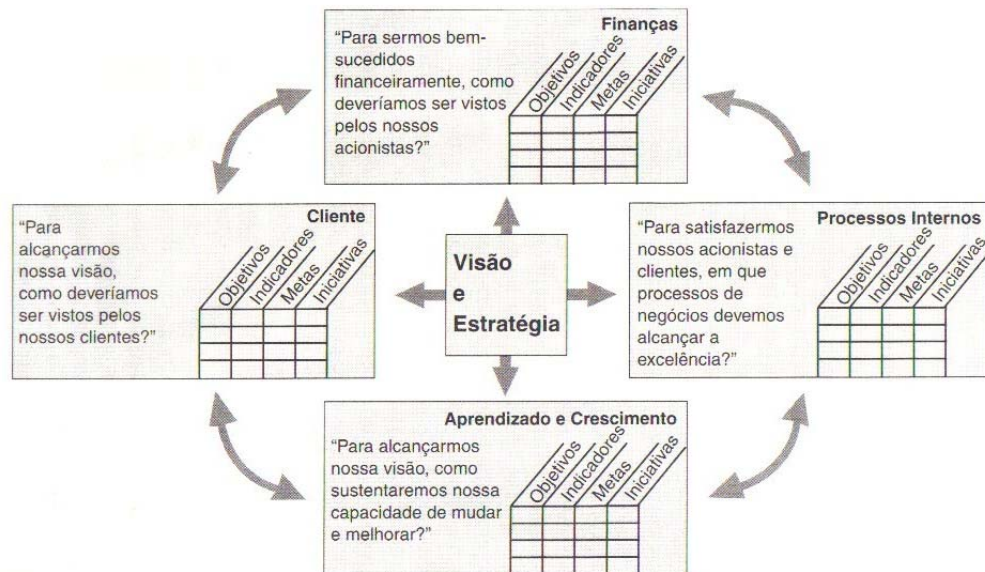 Finanças
"Para sermos bem-
sucedidos
financeiramente, como
deveríamos ser vistos
pelos nossos
acionistas?"
Objetivos
Indicadores
Metas
Iniciativas
Cliente
"Para
alcançarmos
nossa visão,
como deveríamos
ser vistos pelos
nossos clientes?"
Objetivos
Indicadores
Metas
Iniciativas
Visão
e
Estratégia
Processos Internos
"Para satisfazermos
nossos acionistas e
clientes, em que
processos de
negócios devemos
alcançar a
excelência?"
Objetivos
Indicadores
Metas
Iniciativas
Aprendizado e Crescimento
"Para alcançarmos
nossa visão, como
sustentaremos nossa
capacidade de mudar
e melhorar?"
Objetivos
Indicadores
Metas
Iniciativas